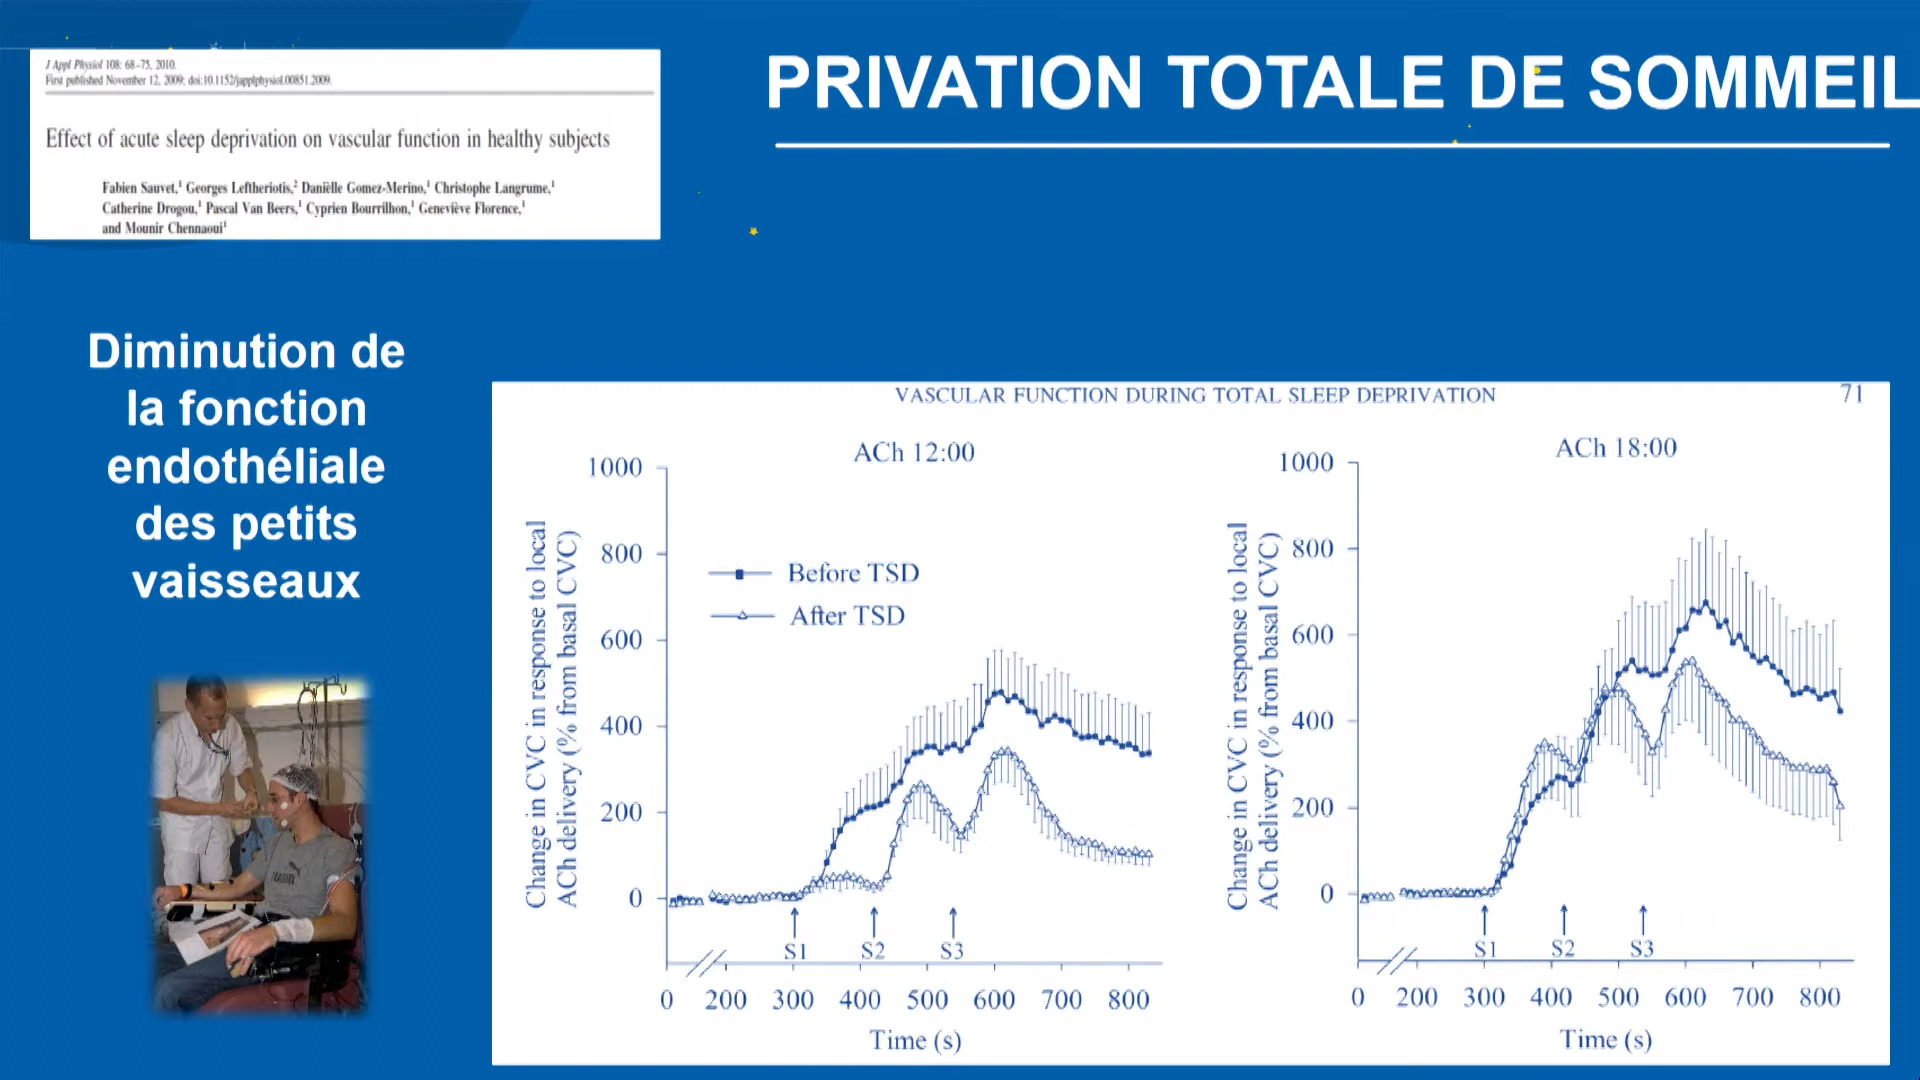 J Appl Physiol 108: 68–75, 2010.
First published November 12, 2009; doi:10.1152/japplphysiol.00851.2009.
Effect of acute sleep deprivation on vascular function in healthy subjects
Fabien Sauvet,1 Georges Leftheriotis,2 Danièlle Gomez-Merino,1 Christophe Langrume,1
Catherine Drogou,1 Pascal Van Beers,1 Cyprien Bourrilhon,1 Geneviève Florence,1
and Mounir Chennaoui1
PRIVATION TOTALE DE SOMMEIL
Diminution de
la fonction
endothéliale
des petits
vaisseaux
VASCULAR FUNCTION DURING TOTAL SLEEP DEPRIVATION
71
ACh 12:00
Change in CVC in response to local
ACh delivery (% from basal CVC)
1000
800
600
400
200
0
Before TSD
After TSD
S1 S2 S3
0 200 300 400 500 600 700 800
Time (s)
ACh 18:00
Change in CVC in response to local
ACh delivery (% from basal CVC)
1000
800
600
400
200
0
S1 S2 S3
0 200 300 400 500 600 700 800
Time (s)